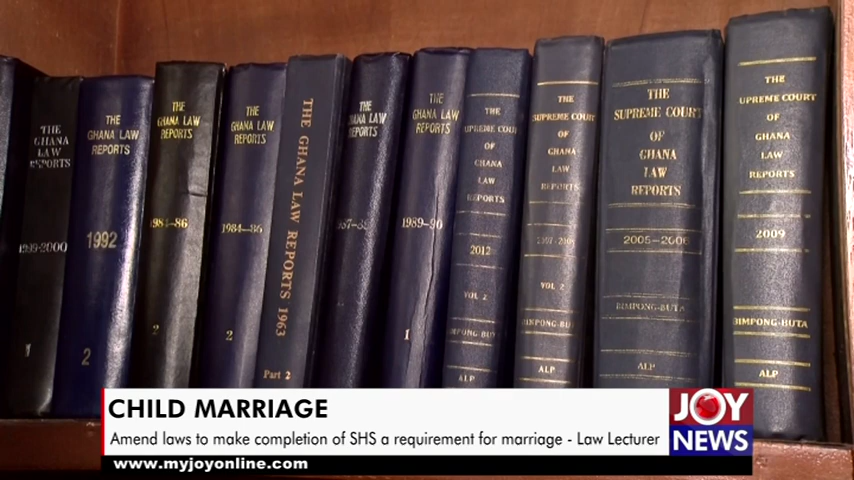 THE
GHANA
LAW
REPORTS
1999-2000
1
THE
GHANA LAW
REPORTS
1992
2
THE
GHANA LAW
REPORTS
1984-86
2
THE
GHANA LAW
REPORTS
1984-86
2
THE GHANA LAW REPORTS 1963
Part 2
THE
GHANA LAW
REPORTS
THE
GHANA LAW
REPORTS
1989-90
1
THE
SUPREME COURT
OF
GHANA
LAW
REPORTS
2012
VOL 2
BIMPONG-BUTA
ALP
THE
SUPREME COURT
OF
GHANA
LAW
REPORTS
VOL 2
BIMPONG-BUTA
ALP
THE
SUPREME COURT
OF
GHANA
LAW
REPORTS
2005-2006
BIMPONG-BUTA
ALP
THE
SUPREME COURT
OF
GHANA
LAW
REPORTS
2009
BIMPONG-BUTA
ALP
CHILD MARRIAGE
Amend laws to make completion of SHS a requirement for marriage - Law Lecturer
JOY
NEWS
www.myjoyonline.com